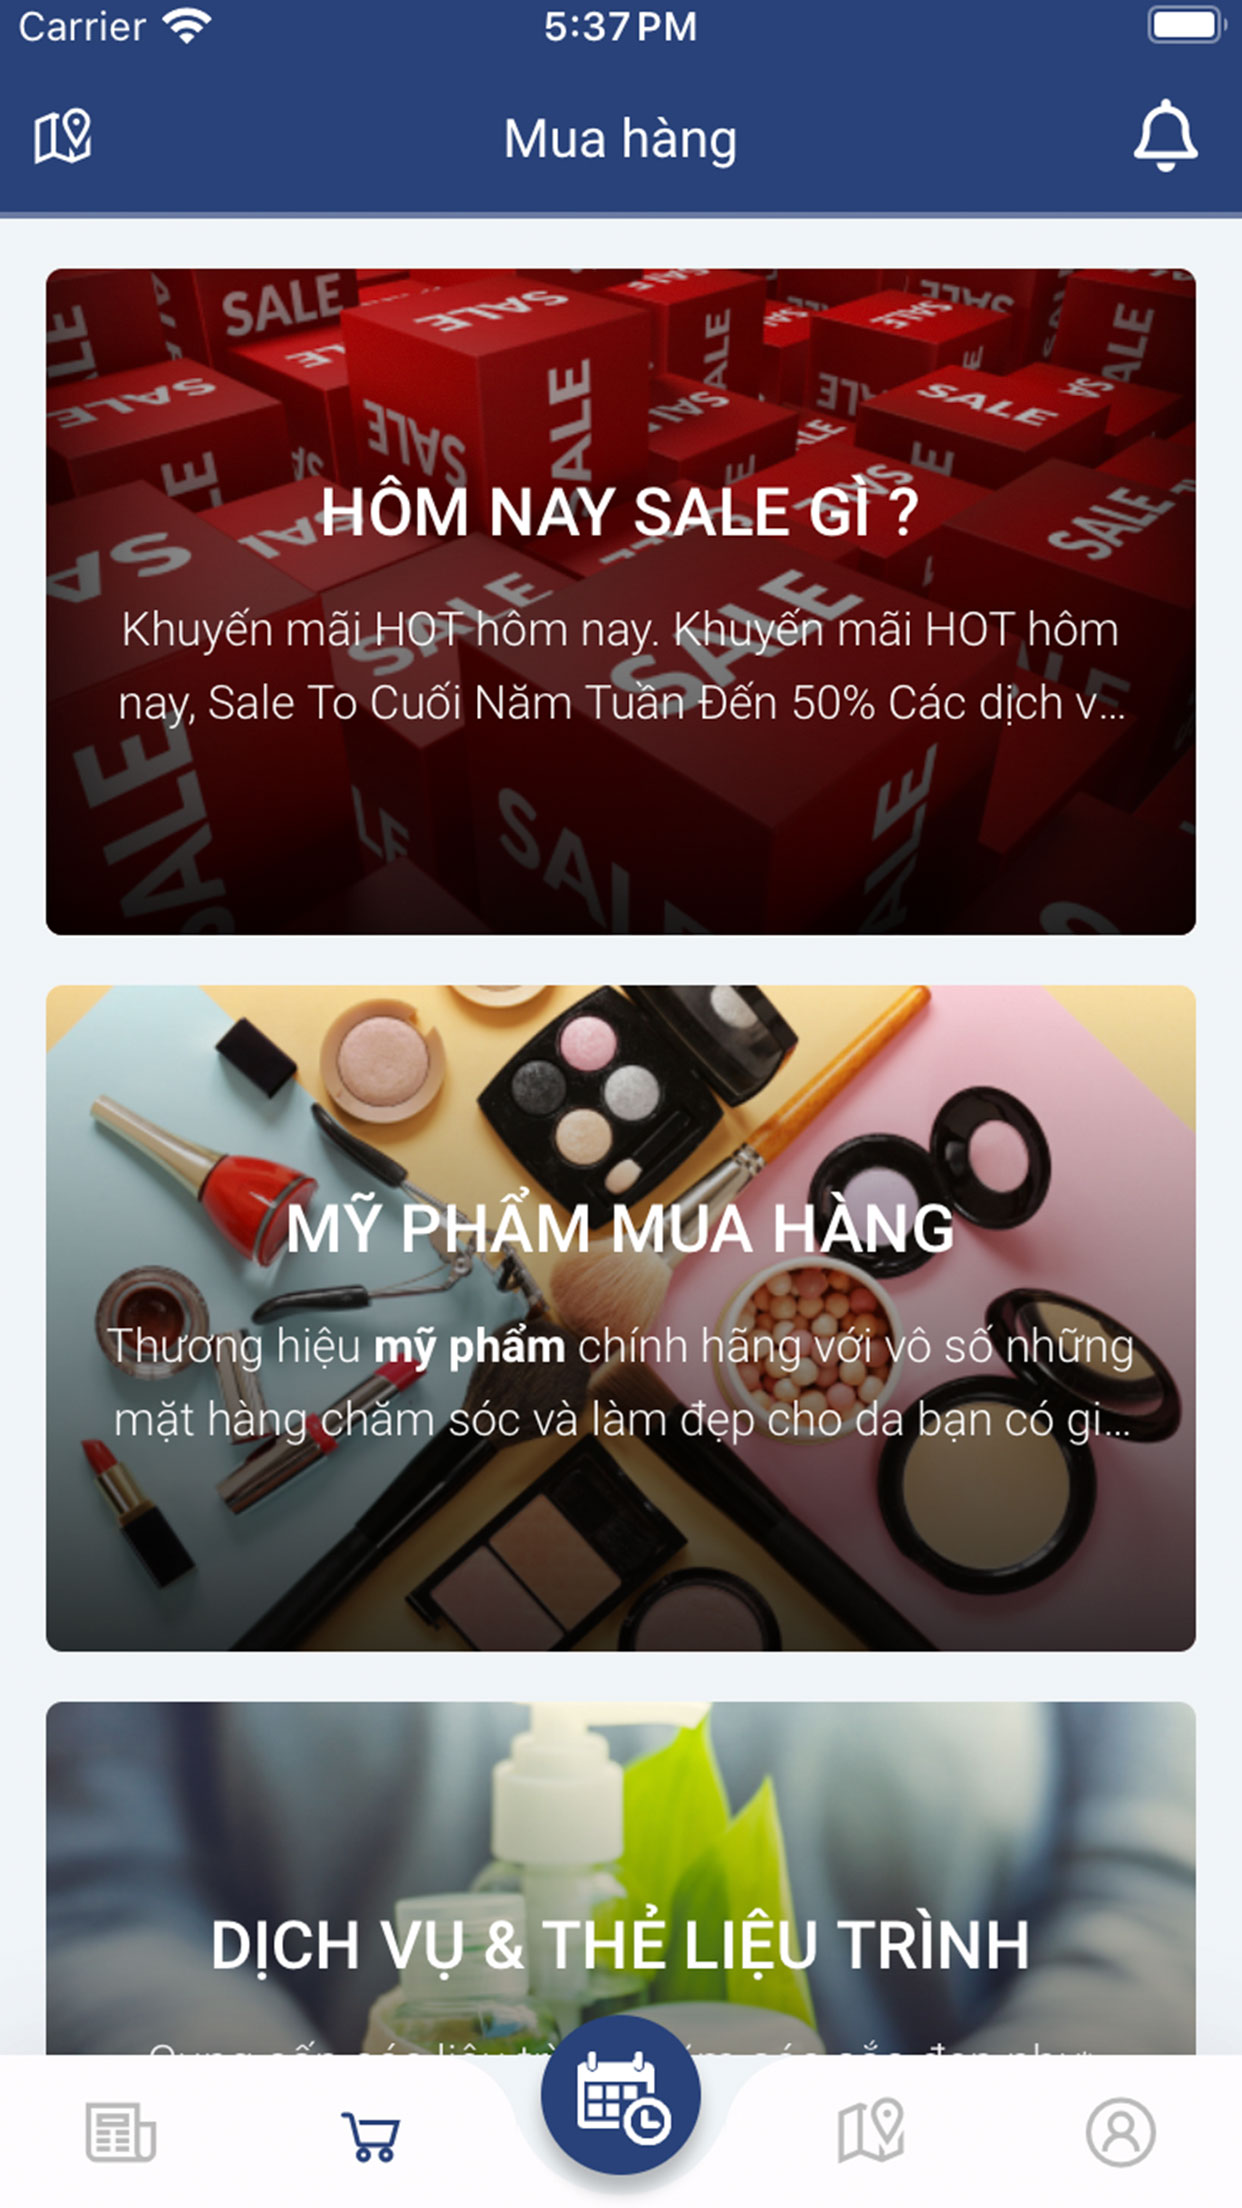 Carrier 5:37 PM
Mua hàng
HÔM NAY SALE GÌ ?
Khuyến mãi HOT hôm nay. Khuyến mãi HOT hôm
nay, Sale To Cuối Năm Tuần Đến 50% Các dịch v...
MỸ PHẨM MUA HÀNG
Thương hiệu mỹ phẩm chính hãng với vô số những
mặt hàng chăm sóc và làm đẹp cho da bạn có gi...
DỊCH VỤ & THẺ LIỆU TRÌNH